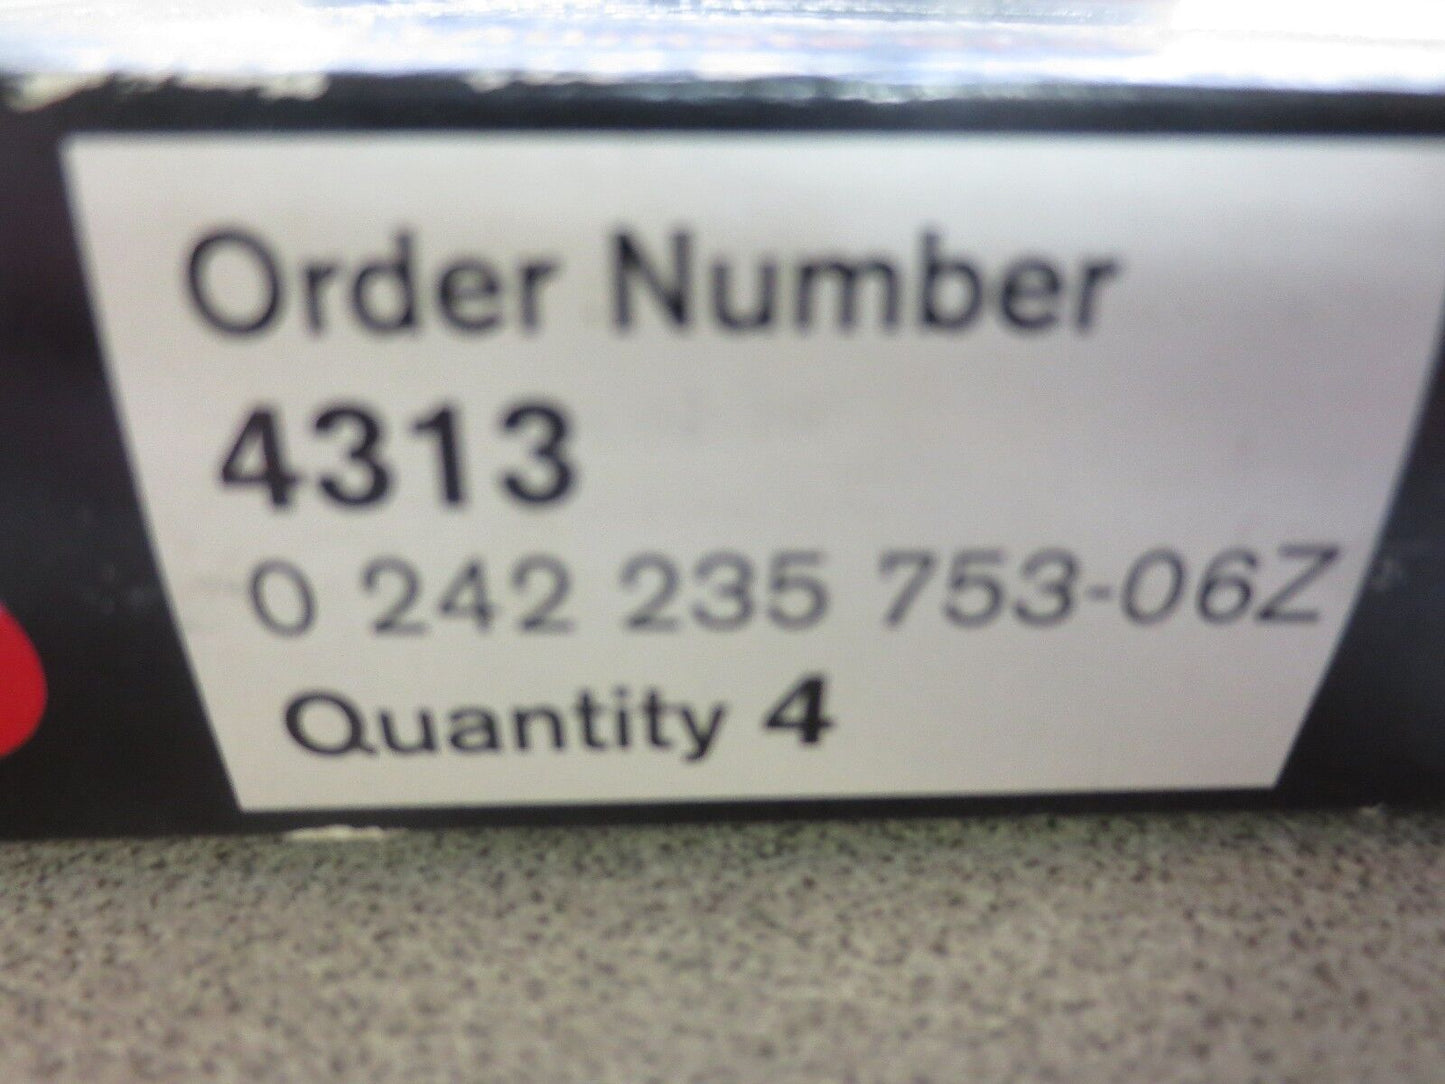 Order Number
4313
0 242 235 753-06Z
Quantity 4